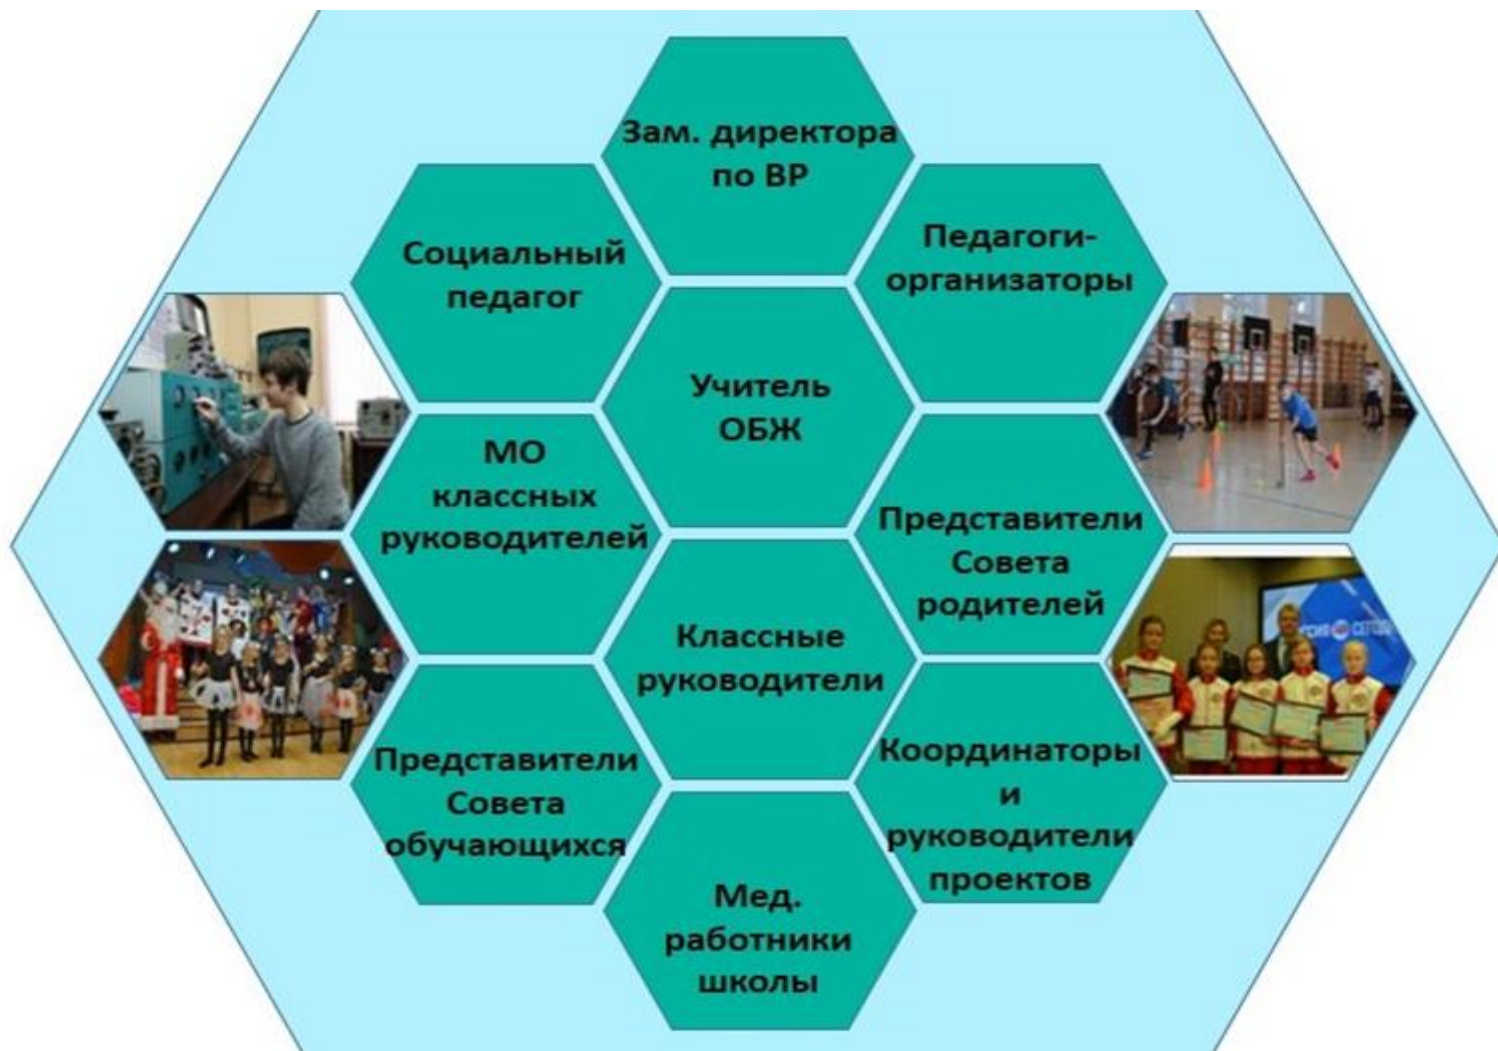 Зам. директора
по ВР
Социальный
педагог
Педагоги-
организаторы
Учитель
ОБЖ
МО
классных
руководителей
Представители
Совета
родителей
Классные
руководители
Представители
Совета
обучающихся
Координаторы
и
руководители
проектов
Мед.
работники
школы